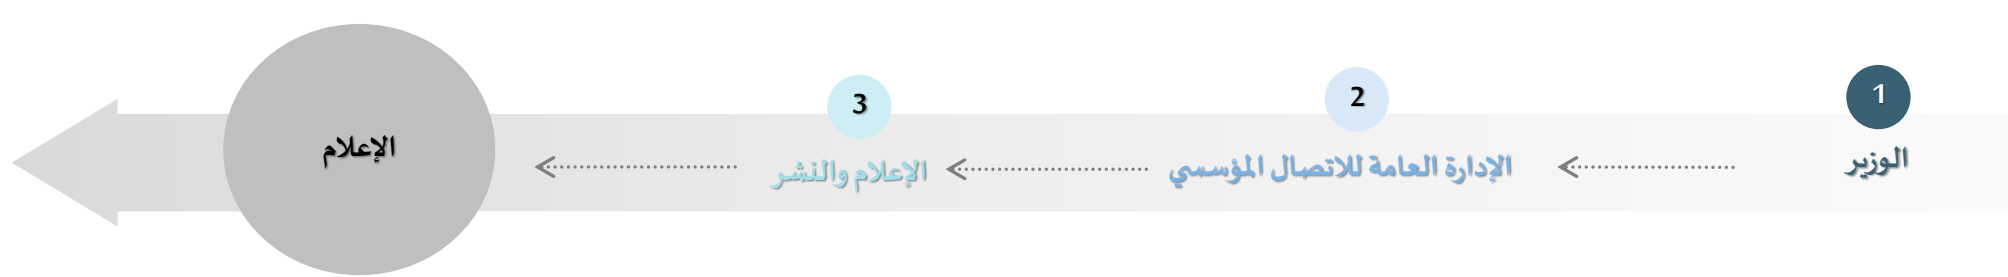 1
الوزير
2
الإدارة العامة للاتصال المؤسسي
3
الإعلام والنشر
الإعلام